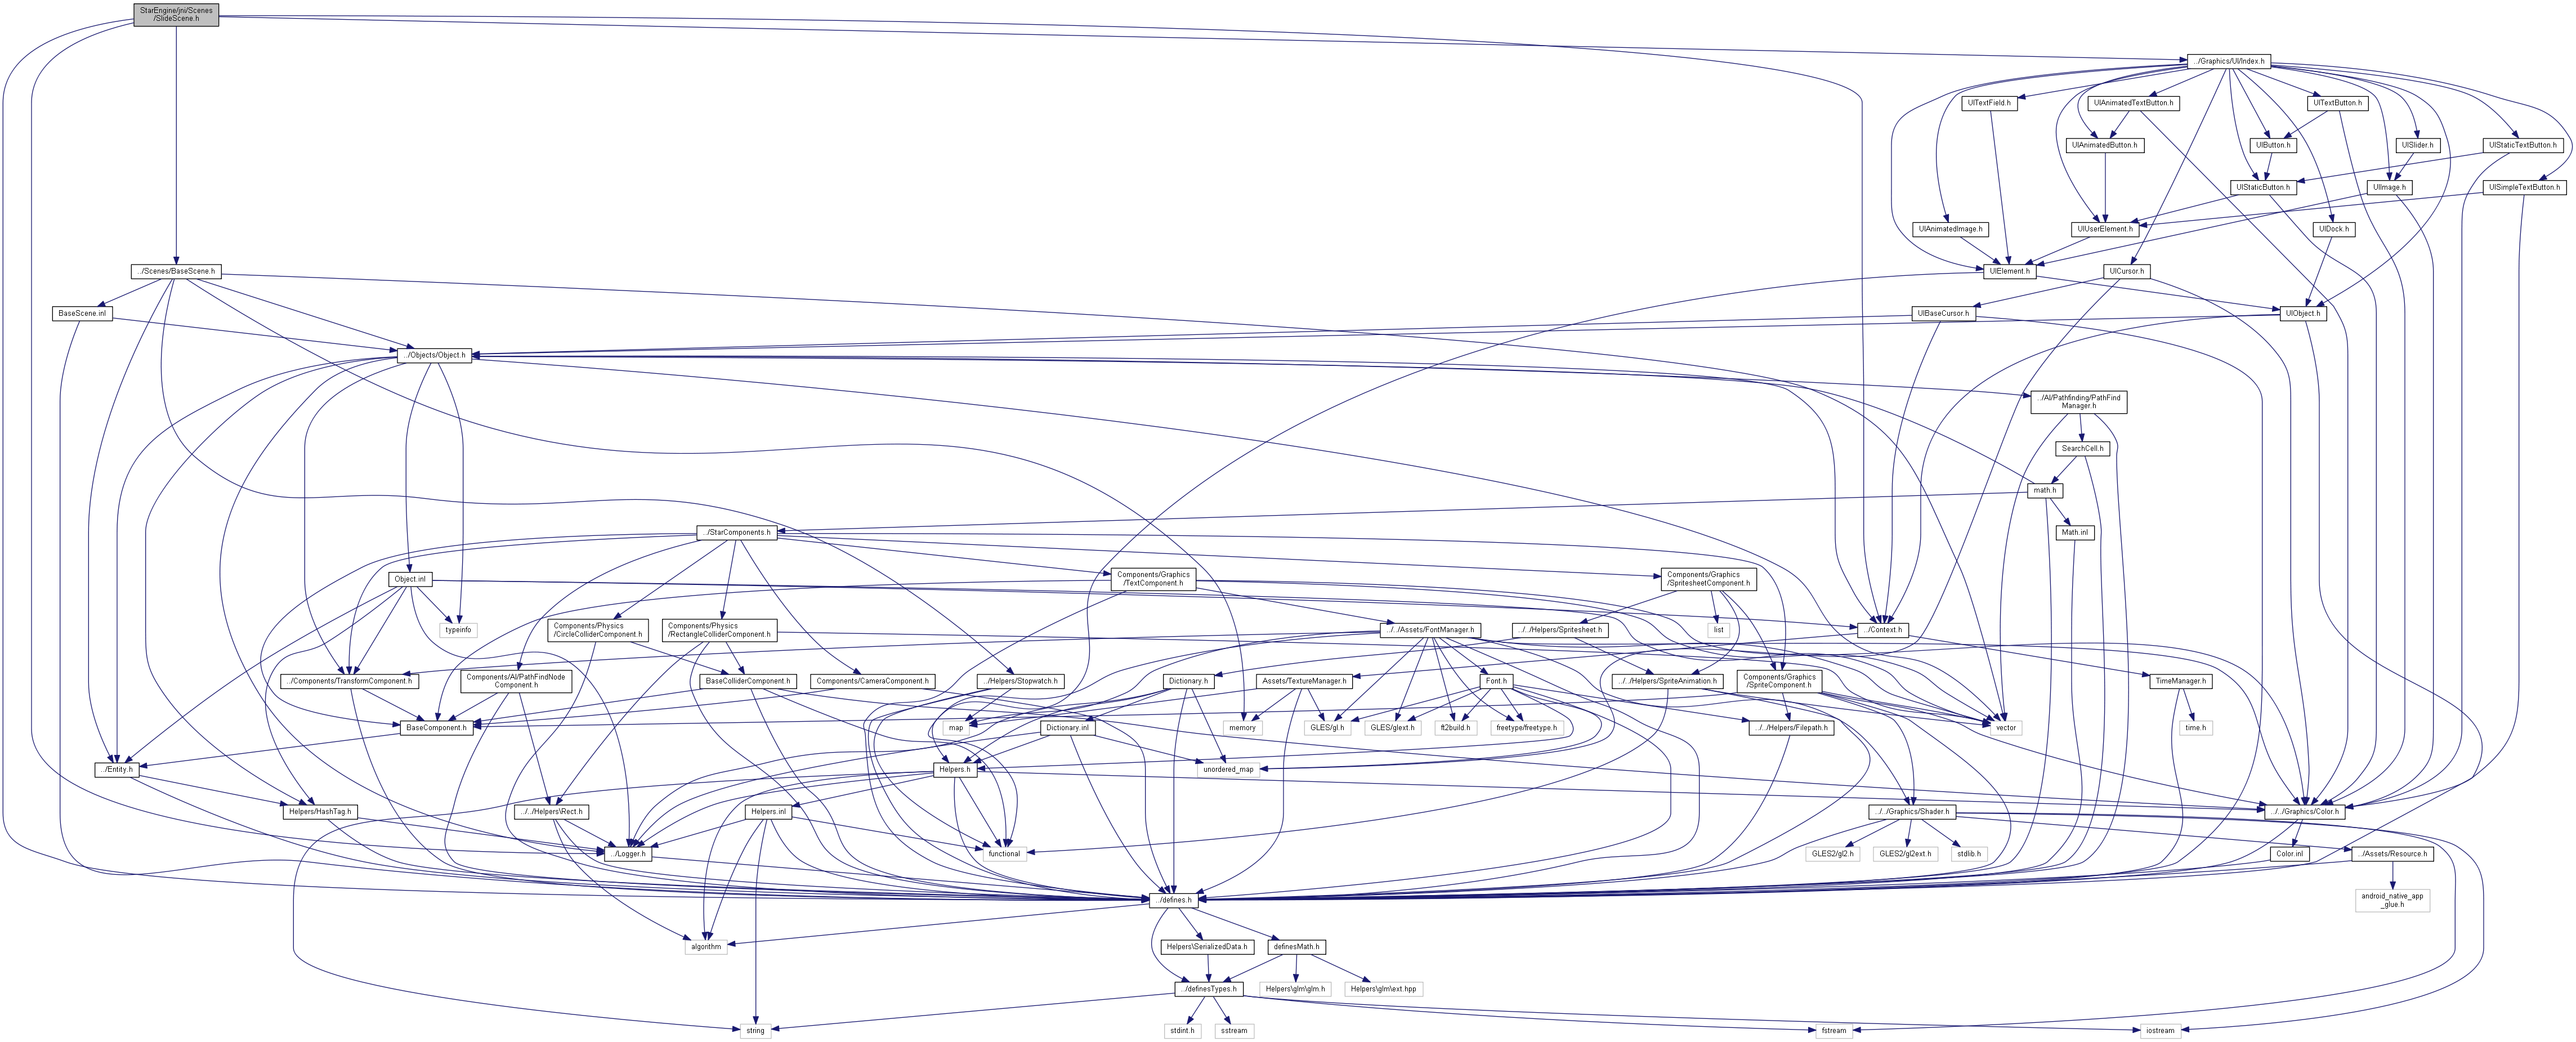 StarEngine/jni/Scenes
/SlideScene.h
../Graphics/UI/Index.h
UITextField.h
UIAnimatedTextButton.h
UITextButton.h
UIAnimatedButton.h
UIButton.h
UISlider.h
UIStaticTextButton.h
UIStaticButton.h
UIImage.h
UISimpleTextButton.h
UIAnimatedImage.h
UIUserElement.h
UIDock.h
../Scenes/BaseScene.h
UIElement.h
UICursor.h
BaseScene.inl
UIBaseCursor.h
UIObject.h
../Objects/Object.h
../AI/Pathfinding/PathFind
Manager.h
SearchCell.h
math.h
../StarComponents.h
Math.inl
Object.inl
Components/Graphics
/TextComponent.h
Components/Graphics
/SpritesheetComponent.h
typeinfo
Components/Physics
/CircleColliderComponent.h
Components/Physics
/RectangleColliderComponent.h
../../Assets/FontManager.h
../../Helpers/Spritesheet.h
list
../Context.h
../Components/TransformComponent.h
Components/AI/PathFindNode
Component.h
BaseColliderComponent.h
Components/CameraComponent.h
../Helpers/Stopwatch.h
Dictionary.h
Assets/TextureManager.h
Font.h
../../Helpers/SpriteAnimation.h
Components/Graphics
/SpriteComponent.h
TimeManager.h
BaseComponent.h
map
Dictionary.inl
memory
GLES/gl.h
GLES/glext.h
ft2build.h
freetype/freetype.h
../../Helpers/Filepath.h
vector
time.h
../Entity.h
Helpers.h
unordered_map
Helpers/HashTag.h
../../Helpers\Rect.h
Helpers.inl
../../Graphics/Shader.h
../../Graphics/Color.h
../Logger.h
functional
GLES2/gl2.h
GLES2/gl2ext.h
stdlib.h
Color.inl
../Assets/Resource.h
../defines.h
android_native_app
_glue.h
algorithm
Helpers\SerializedData.h
definesMath.h
../definesTypes.h
Helpers\glm\glm.h
Helpers\glm\ext.hpp
string
stdint.h
sstream
fstream
iostream